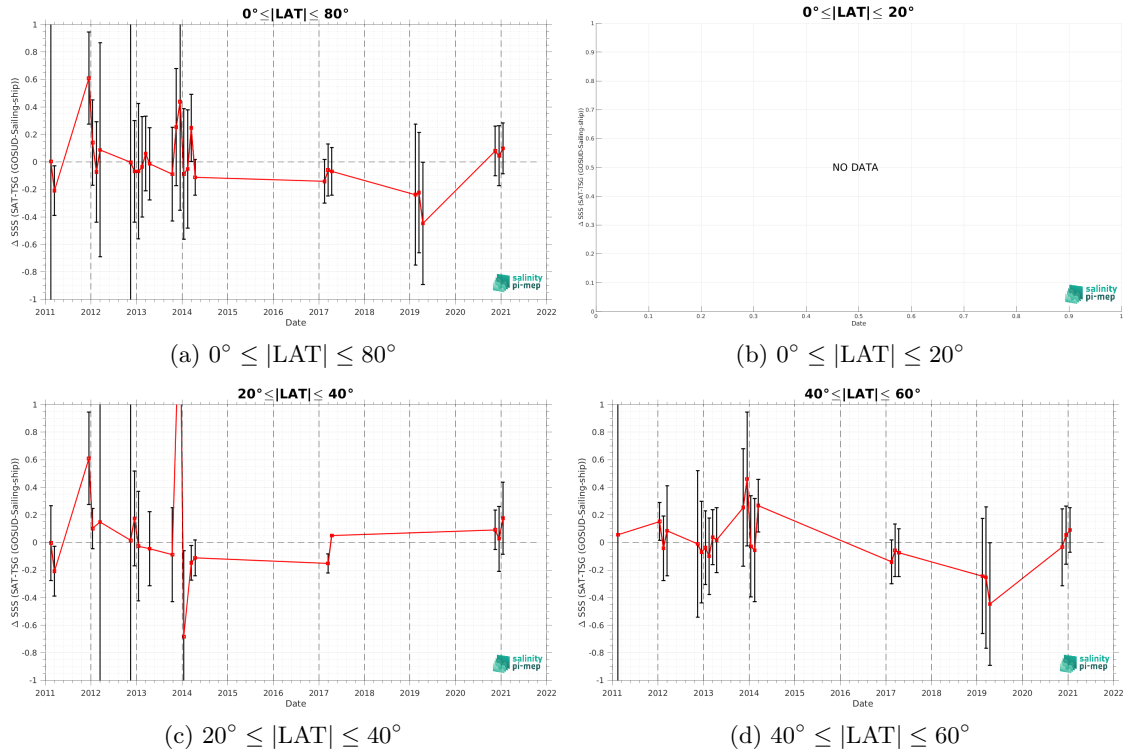 0°≤|LAT|≤ 80°
Δ SSS (SAT-TSG (GOSUD-Sailing-ship))
1
0.8
0.6
0.4
0.2
0
-0.2
-0.4
-0.6
-0.8
-1
2011 2012 2013 2014 2015 2016 2017 2018 2019 2020 2021 2022
Date
salinity
pi-mep
(a) 0° ≤ |LAT| ≤ 80°
0°≤|LAT|≤ 20°
Δ SSS (SAT-TSG (GOSUD-Sailing-ship))
1
0.9
0.8
0.7
0.6
0.5
0.4
0.3
0.2
0.1
0
NO DATA
0 0.1 0.2 0.3 0.4 0.5 0.6 0.7 0.8 0.9 1
Date
salinity
pi-mep
(b) 0° ≤ |LAT| ≤ 20°
20°≤|LAT|≤ 40°
Δ SSS (SAT-TSG (GOSUD-Sailing-ship))
1
0.8
0.6
0.4
0.2
0
-0.2
-0.4
-0.6
-0.8
-1
2011 2012 2013 2014 2015 2016 2017 2018 2019 2020 2021 2022
Date
salinity
pi-mep
(c) 20° ≤ |LAT| ≤ 40°
40°≤|LAT|≤ 60°
Δ SSS (SAT-TSG (GOSUD-Sailing-ship))
1
0.8
0.6
0.4
0.2
0
-0.2
-0.4
-0.6
-0.8
-1
2011 2012 2013 2014 2015 2016 2017 2018 2019 2020 2021 2022
Date
salinity
pi-mep
(d) 40° ≤ |LAT| ≤ 60°